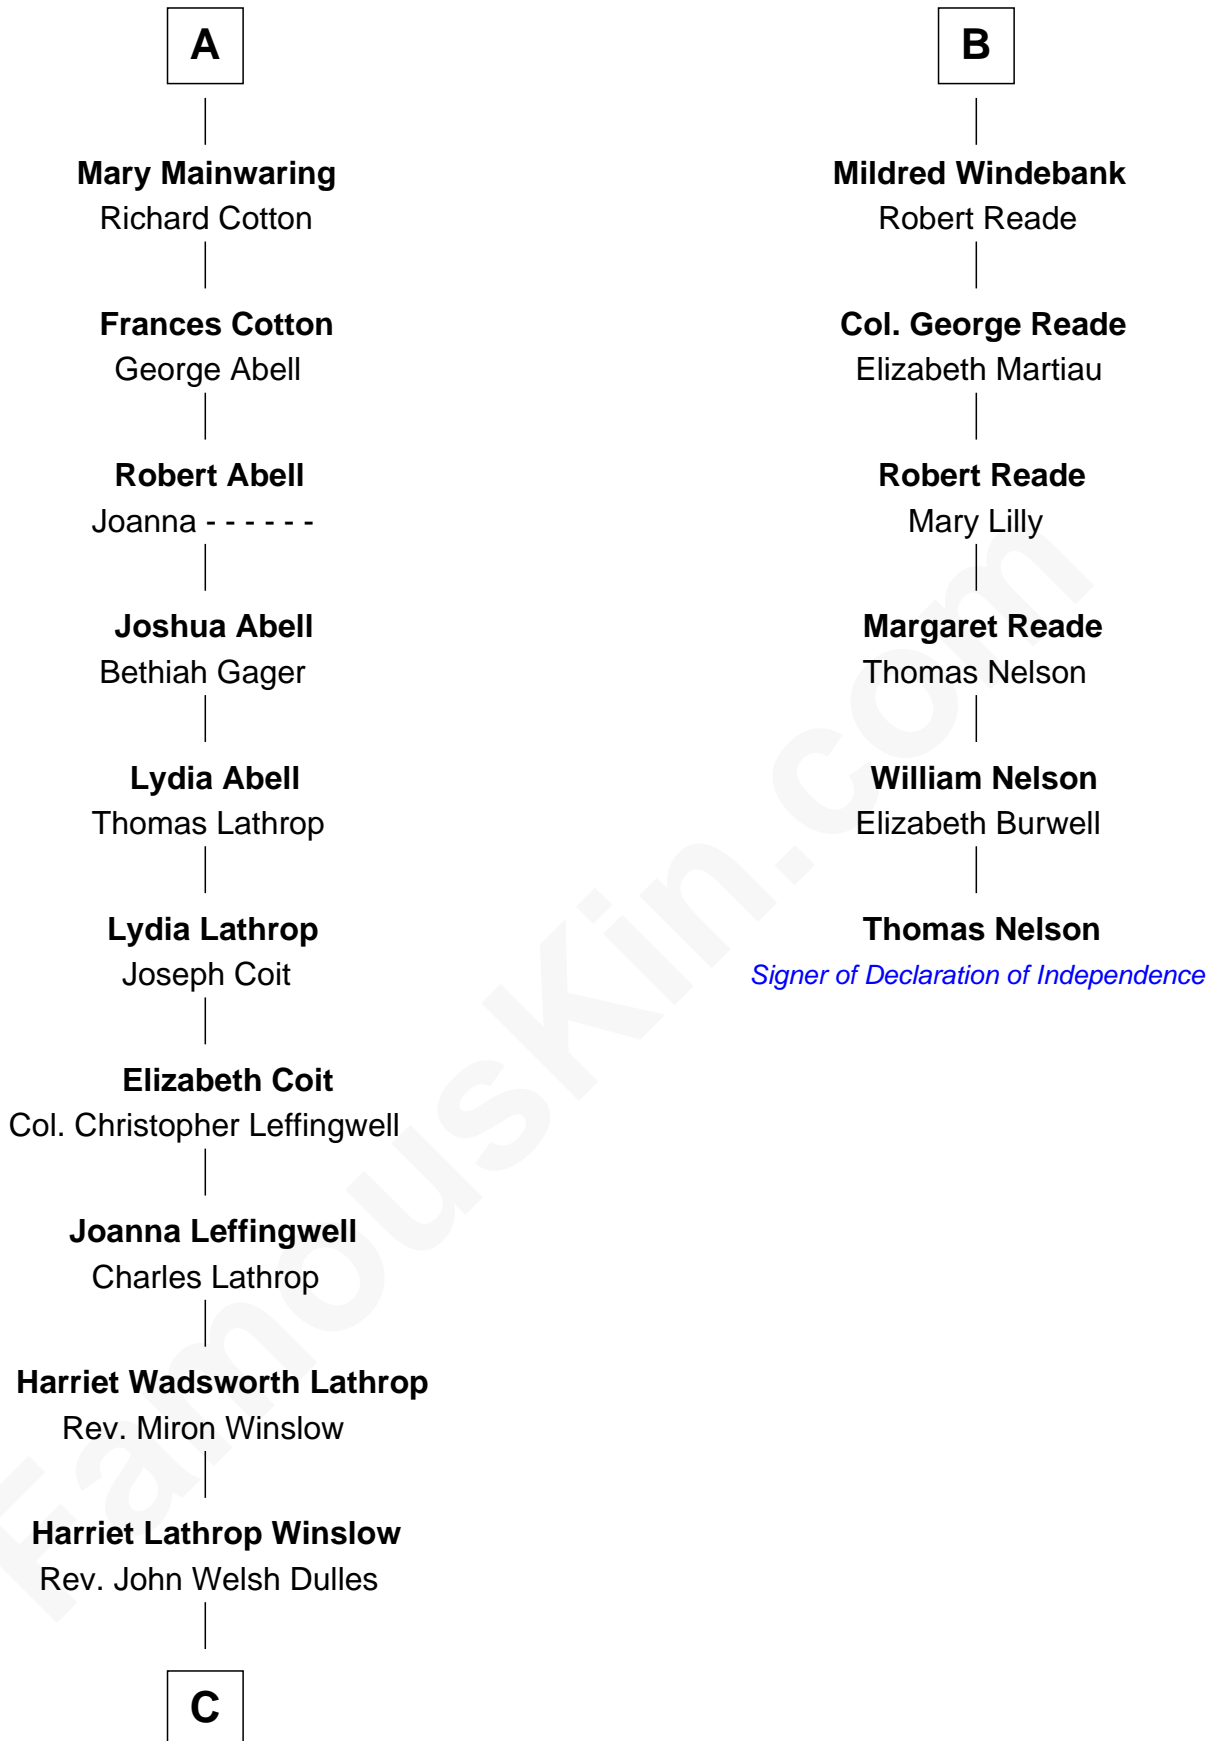 A
Mary Mainwaring
Richard Cotton
Frances Cotton
George Abell
Robert Abell
Joanna - - - - - -
Joshua Abell
Bethiah Gager
Lydia Abell
Thomas Lathrop
Lydia Lathrop
Joseph Coit
Elizabeth Coit
Col. Christopher Leffingwell
Joanna Leffingwell
Charles Lathrop
Harriet Wadsworth Lathrop
Rev. Miron Winslow
Harriet Lathrop Winslow
Rev. John Welsh Dulles
C
B
Mildred Windebank
Robert Reade
Col. George Reade
Elizabeth Martiau
Robert Reade
Mary Lilly
Margaret Reade
Thomas Nelson
William Nelson
Elizabeth Burwell
Thomas Nelson
Signer of Declaration of Independence
FamousKin.com